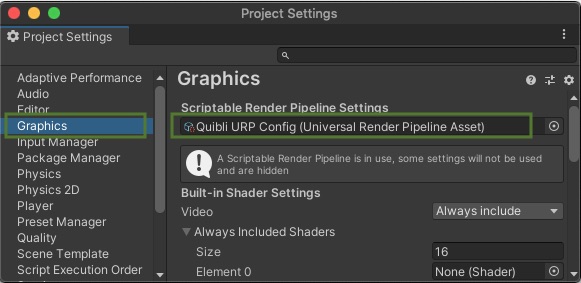 Project Settings
Project Settings
Adaptive Performance
Audio
Editor
Graphics
Input Manager
Package Manager
Physics
Physics 2D
Player
Preset Manager
Quality
Scene Template
Script Execution Order
Graphics
Scriptable Render Pipeline Settings
Quibli URP Config (Universal Render Pipeline Asset)
A Scriptable Render Pipeline is in use, some settings will not be used
and are hidden
Built-in Shader Settings
Video Always include
Always Included Shaders
Size 16
Element 0 None (Shader)